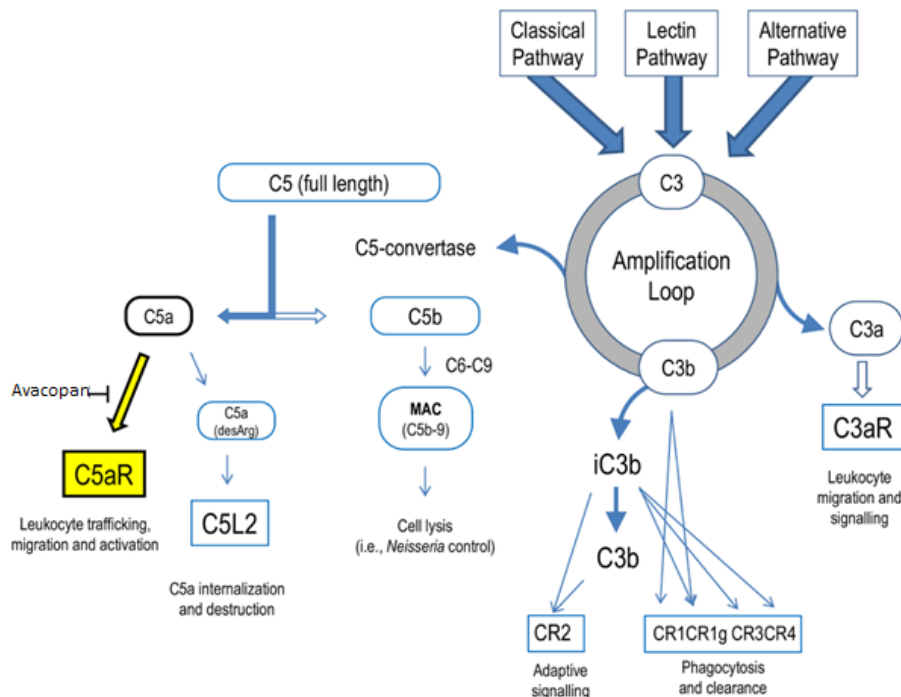 Classical
Pathway
Lectin
Pathway
Alternative
Pathway
C3
C5 (full length)
C5-convertase
Amplification
Loop
C5a
C5b
C3a
C6-C9
C3b
Avacopan
C5a
(desArg)
MAC
(C5b-9)
C3aR
C5aR
iC3b
Leukocyte
migration and
signalling
Leukocyte trafficking,
migration and activation
C5L2
Cell lysis
(i.e., Neisseria control)
C3b
C5a internalization
and destruction
CR2
CR1CR1g CR3CR4
Adaptive
signalling
Phagocytosis
and clearance